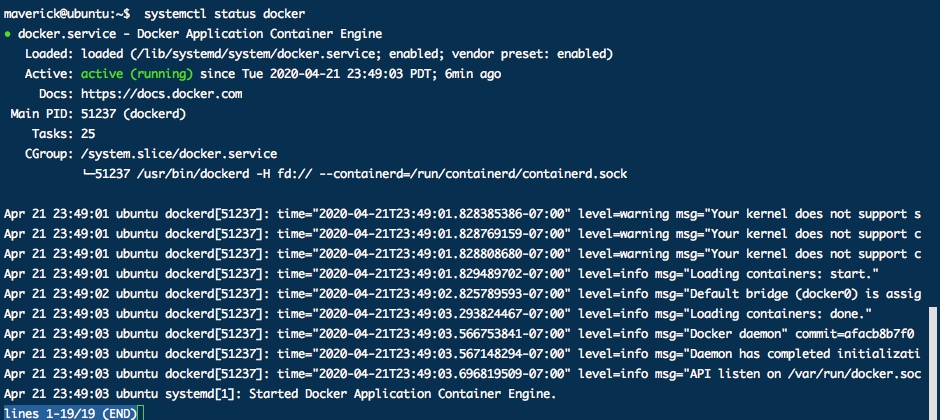 maverick@ubuntu:~$  systemctl status docker
● docker.service - Docker Application Container Engine
   Loaded: loaded (/lib/systemd/system/docker.service; enabled; vendor preset: enabled)
   Active: active (running) since Tue 2020-04-21 23:49:03 PDT; 6min ago
     Docs: https://docs.docker.com
 Main PID: 51237 (dockerd)
    Tasks: 25
   CGroup: /system.slice/docker.service
           └─51237 /usr/bin/dockerd -H fd:// --containerd=/run/containerd/containerd.sock
Apr 21 23:49:01 ubuntu dockerd[51237]: time="2020-04-21T23:49:01.828385386-07:00" level=warning msg="Your kernel does not support s
Apr 21 23:49:01 ubuntu dockerd[51237]: time="2020-04-21T23:49:01.828769159-07:00" level=warning msg="Your kernel does not support c
Apr 21 23:49:01 ubuntu dockerd[51237]: time="2020-04-21T23:49:01.828808680-07:00" level=warning msg="Your kernel does not support c
Apr 21 23:49:01 ubuntu dockerd[51237]: time="2020-04-21T23:49:01.829489702-07:00" level=info msg="Loading containers: start."
Apr 21 23:49:02 ubuntu dockerd[51237]: time="2020-04-21T23:49:02.825789593-07:00" level=info msg="Default bridge (docker0) is assig
Apr 21 23:49:03 ubuntu dockerd[51237]: time="2020-04-21T23:49:03.293824467-07:00" level=info msg="Loading containers: done."
Apr 21 23:49:03 ubuntu dockerd[51237]: time="2020-04-21T23:49:03.566753841-07:00" level=info msg="Docker daemon" commit=afacb8b7f0
Apr 21 23:49:03 ubuntu dockerd[51237]: time="2020-04-21T23:49:03.567148294-07:00" level=info msg="Daemon has completed initializati
Apr 21 23:49:03 ubuntu dockerd[51237]: time="2020-04-21T23:49:03.696819509-07:00" level=info msg="API listen on /var/run/docker.soc
Apr 21 23:49:03 ubuntu systemd[1]: Started Docker Application Container Engine.
lines 1-19/19 (END)